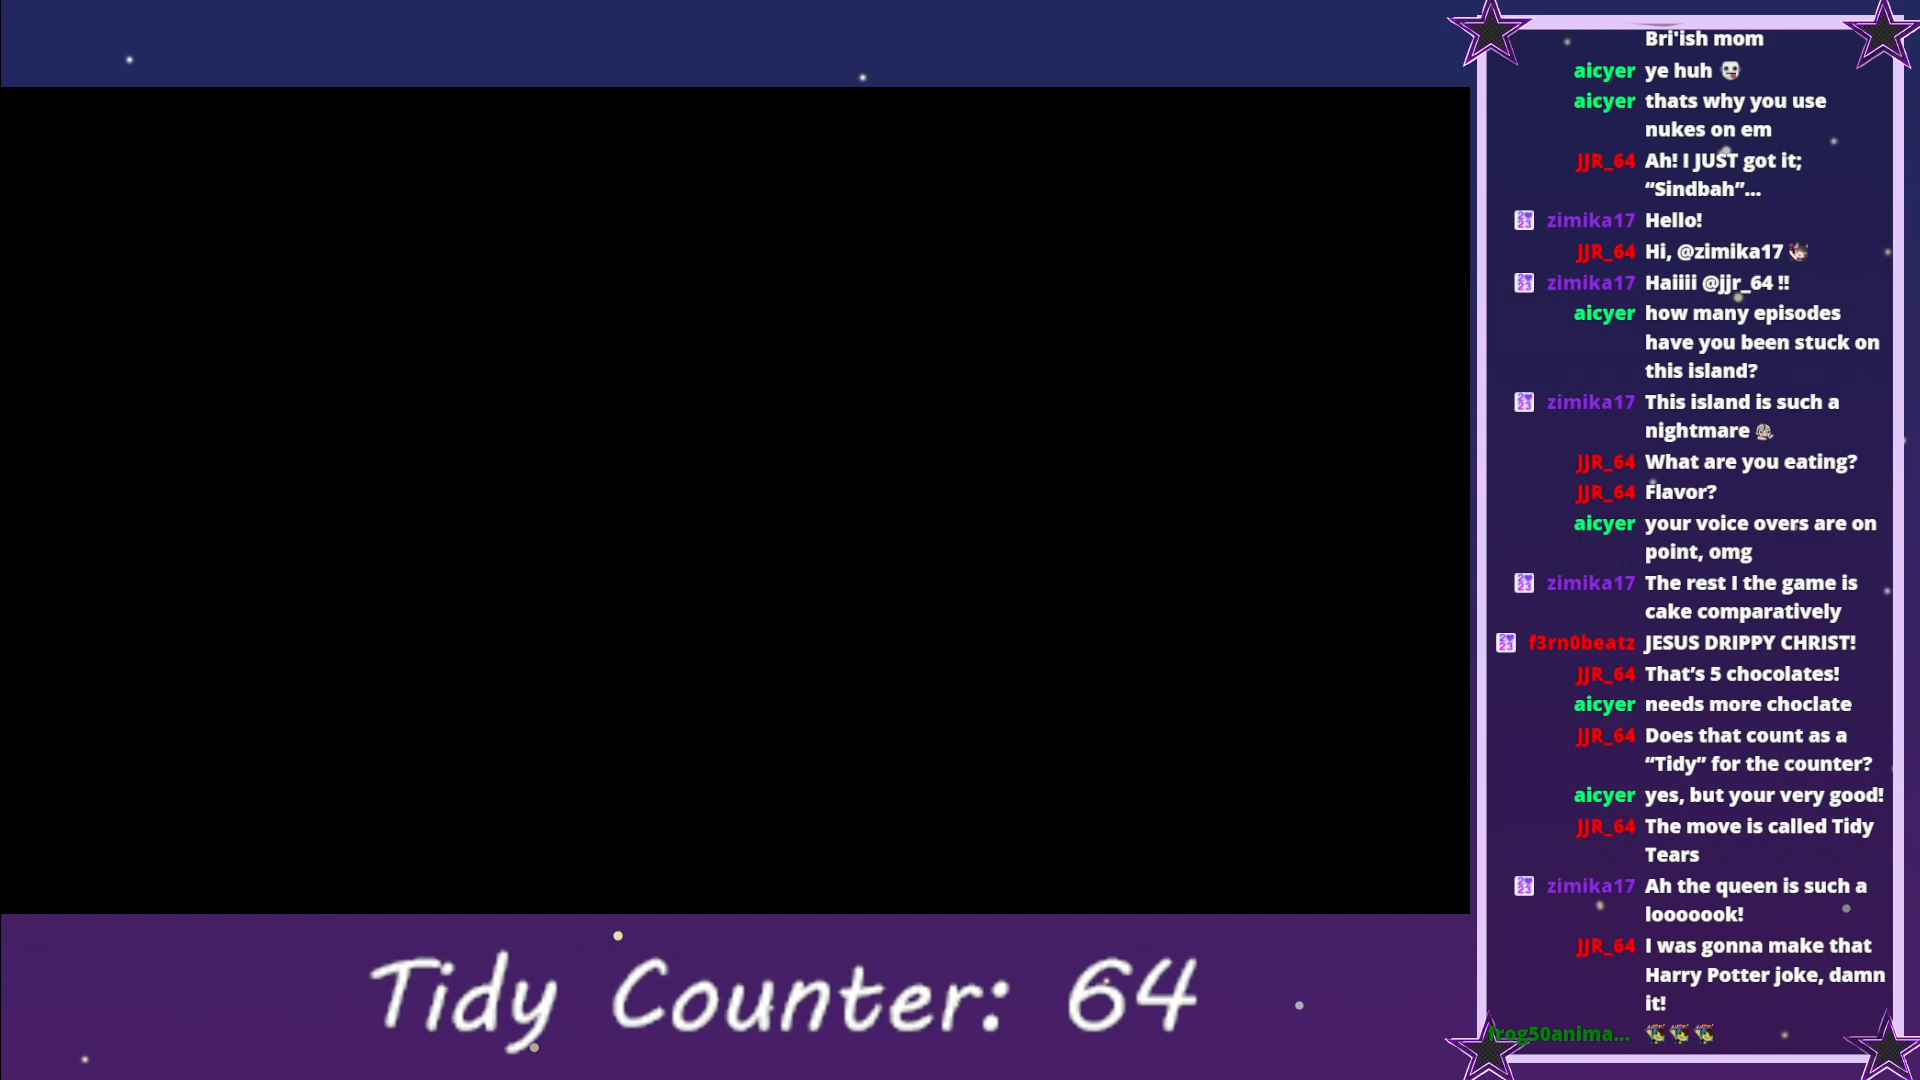 Bri'ish mom
aicyer ye huh
aicyer thats why you use
nukes on em
JJR_64 Ah! I JUST got it;
“Sindbah”...
zimika17 Hello!
JJR_64 Hi, @zimika17
zimika17 Haiiii @jjr_64 !!
aicyer how many episodes
have you been stuck on
this island?
zimika17 This island is such a
nightmare
JJR_64 What are you eating?
JJR_64 Flavor?
aicyer your voice overs are on
point, omg
zimika17 The rest I the game is
cake comparatively
f3rn0beatz JESUS DRIPPY CHRIST!
JJR_64 That’s 5 chocolates!
aicyer needs more choclate
JJR_64 Does that count as a
“Tidy” for the counter?
aicyer yes, but your very good!
JJR_64 The move is called Tidy
Tears
zimika17 Ah the queen is such a
looooook!
JJR_64 I was gonna make that
Harry Potter joke, damn
it!
frog50anima...
Tidy Counter: 64